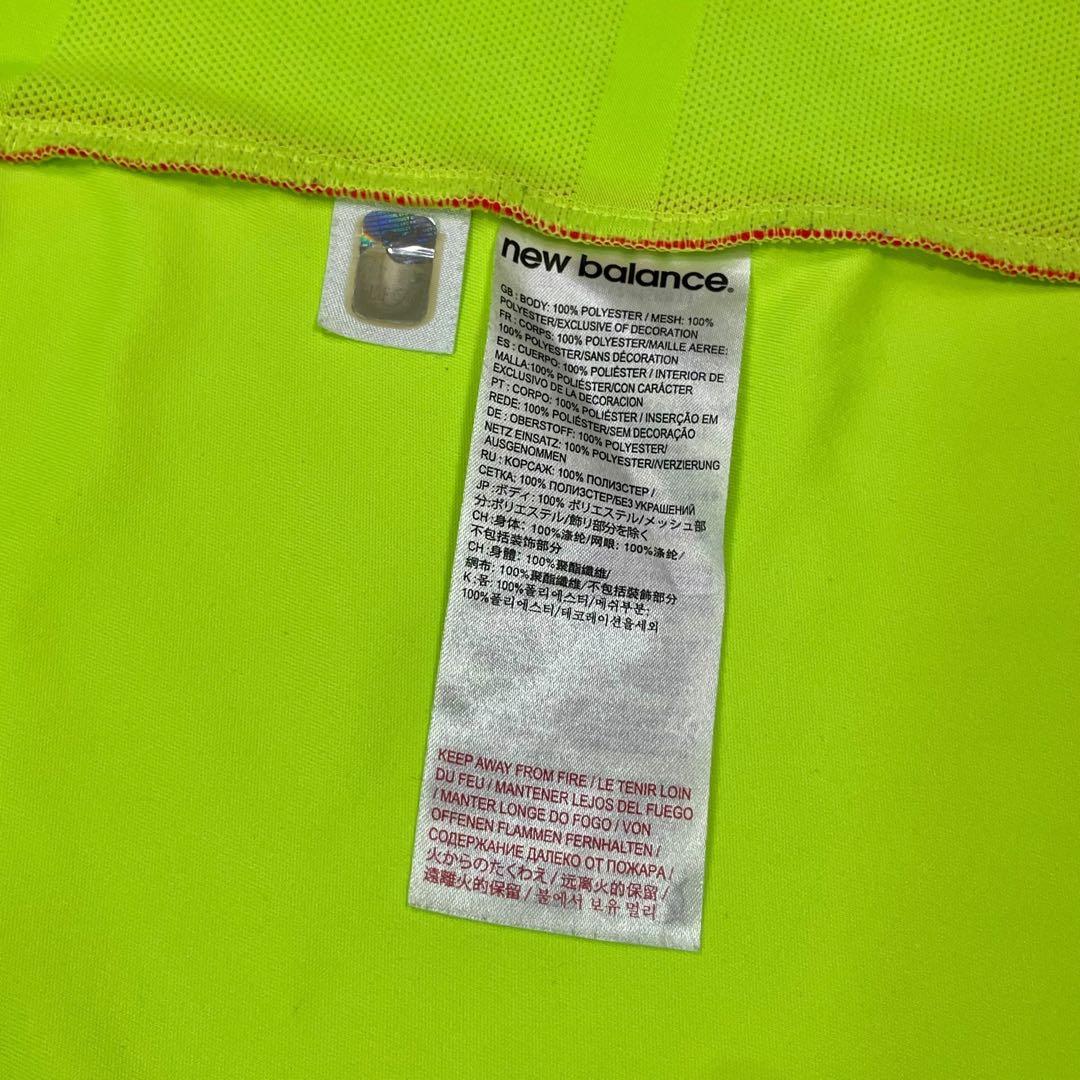 new balance.
GB : BODY: 100% POLYESTER / MESH: 100%
POLYESTER/EXCLUSIVE OF DECORATION
FR : CORPS: 100% POLYESTER/MAILLE AEREE:
100% POLYESTER/SANS DÉCORATION
ES : CUERPO: 100% POLIÉSTER / INTERIOR DE
MALLA:100% POLIÉSTER/CON CARÁCTER
EXCLUSIVO DE LA DECORACION
PT : CORPO: 100% POLIÉSTER / INSERÇÃO EM
REDE: 100% POLIÉSTER/SEM DECORAÇÃO
DE : OBERSTOFF: 100% POLYESTER/
NETZ EINSATZ: 100% POLYESTER/VERZIERUNG
AUSGENOMMEN
RU : КОРСАЖ: 100% ПОЛИЭСТЕР /
СЕТКА: 100% ПОЛИЭСТЕР/БЕЗ УКРАШЕНИЙ
JP :ボディ: 100% ポリエステル/メッシュ部
分:ポリエステル/飾り部分を除く
CH :身体: 100%涤纶/网眼: 100%涤纶/
不包括装饰部分
CH :身體: 100%聚酯纖維/
網布: 100%聚酯纖維/不包括裝飾部分
K :몸: 100%폴리에스터/메쉬부분:
100%폴리에스터/데코레이션을세외
KEEP AWAY FROM FIRE / LE TENIR LOIN
DU FEU / MANTENER LEJOS DEL FUEGO
/ MANTER LONGE DO FOGO / VON
OFFENEN FLAMMEN FERNHALTEN /
СОДЕРЖАНИЕ ДАЛЕКО ОТ ПОЖАРА /
火からのたくわえ / 远离火的保留 /
遠離火的保留 / 불에서 보유 멀리